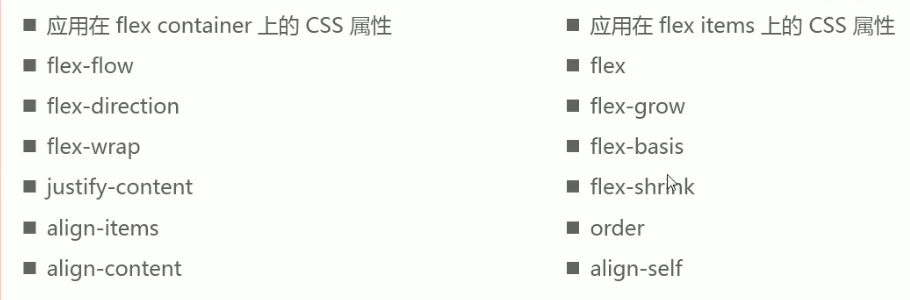 ■ 应用在 flex container 上的 CSS 属性
■ flex-flow
■ flex-direction
■ flex-wrap
■ justify-content
■ align-items
■ align-content
■ 应用在 flex items 上的 CSS 属性
■ flex
■ flex-grow
■ flex-basis
■ flex-shrink
■ order
■ align-self